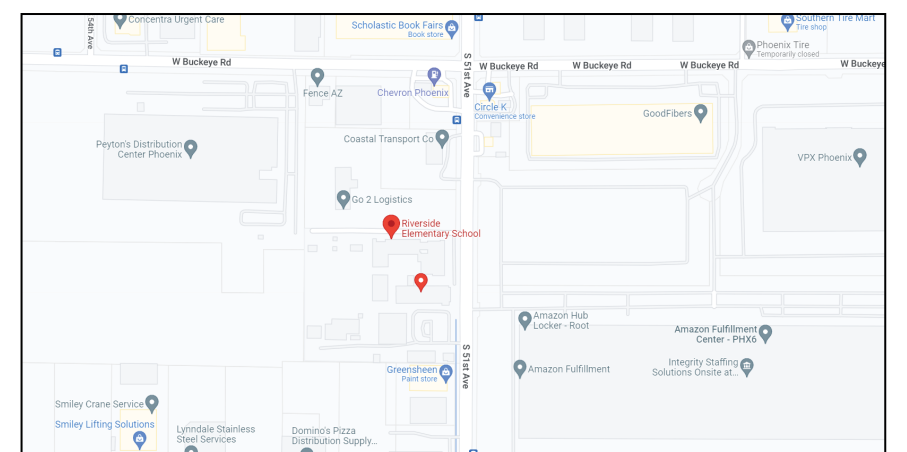 Concentra Urgent Care
54th Ave
Scholastic Book Fairs
Book store
Southern Tire Mart
Tire shop
Phoenix Tire
Temporarily closed
W Buckeye Rd
S 51st Ave
W Buckeye Rd
W Buckeye Rd
W Buckeye Rd
W Buckeye
Fence AZ
Chevron Phoenix
Circle K
Convenience store
GoodFibers
Coastal Transport Co
Peyton's Distribution
Center Phoenix
VPX Phoenix
Go 2 Logistics
Riverside
Elementary School
Amazon Hub
Locker - Root
Amazon Fulfillment
Center - PHX6
S 51st Ave
Greensheen
Paint store
Amazon Fulfillment
Integrity Staffing
Solutions Onsite at...
Smiley Crane Service
Smiley Lifting Solutions
Lynndale Stainless
Steel Services
Domino's Pizza
Distribution Supply...